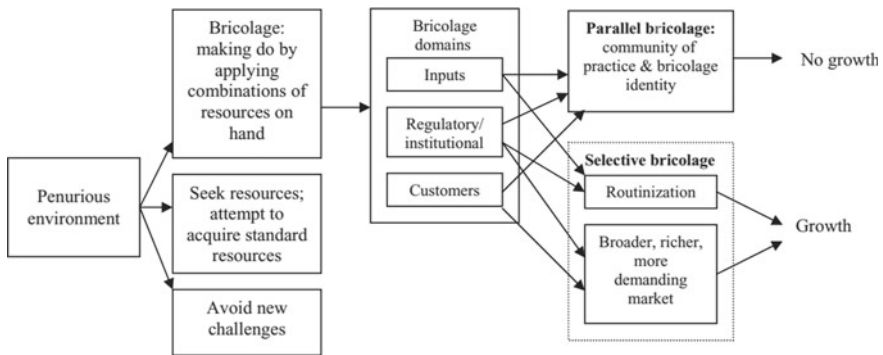 Penurious
environment
Bricolage:
making do by
applying
combinations of
resources on
hand
Seek resources;
attempt to
acquire standard
resources
Avoid new
challenges
Bricolage
domains
Inputs
Regulatory/
institutional
Customers
Parallel bricolage:
community of
practice & bricolage
identity
No growth
Selective bricolage
Routinization
Broader, richer,
more
demanding
market
Growth